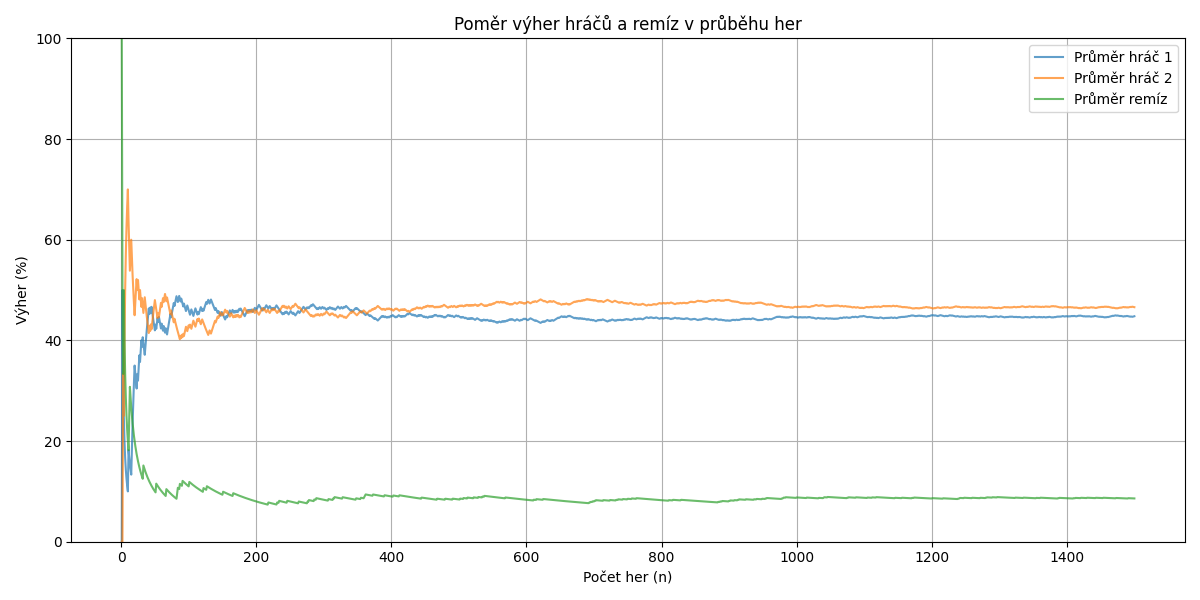 Poměr výher hráčů a remíz v průběhu her
Výher (%)
100
80
60
40
20
0
0 200 400 600 800 1000 1200 1400
Počet her (n)
Průměr hráč 1
Průměr hráč 2
Průměr remíz